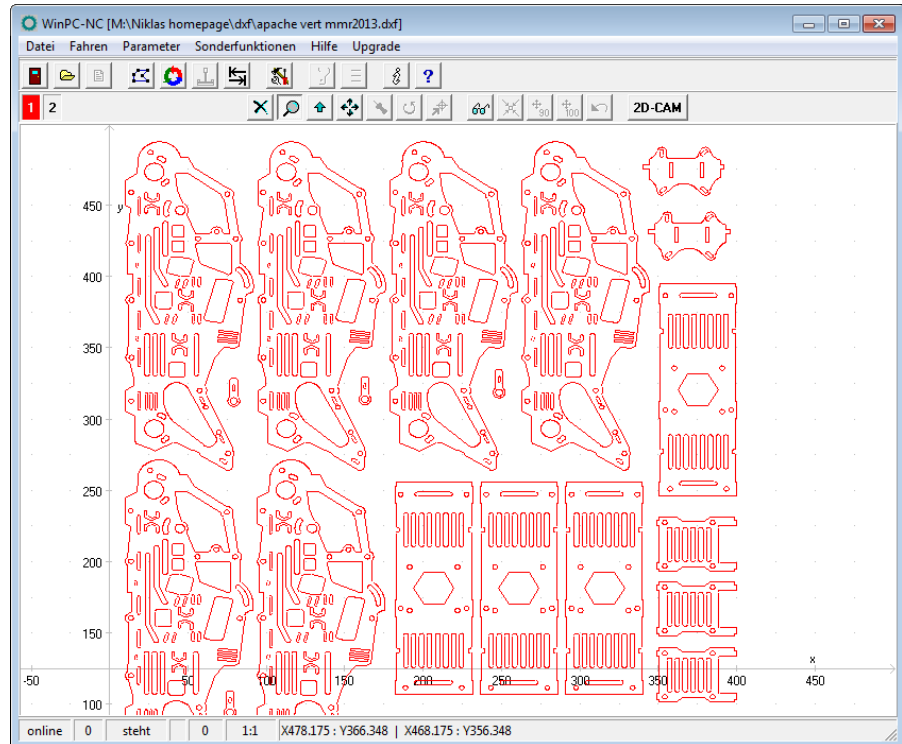 WinPC-NC [M:\Niklas homepage\dxf\apache vert mmr2013.dxf]
Datei Fahren Parameter Sonderfunktionen Hilfe Upgrade
i ?
1 2 90 100 2D-CAM
450 y
400
350
300
250
200
150
x
-50 50 100 150 200 250 300 350 400 450
100
online 0 steht 0 1:1 X478.175 : Y366.348 | X468.175 : Y356.348